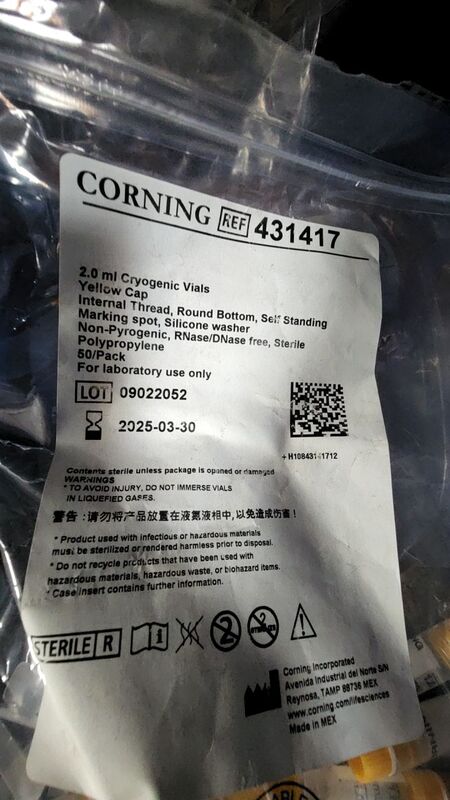 CORNING REF 431417
2.0 ml Cryogenic Vials
Yellow Cap
Internal Thread, Round Bottom, Self Standing
Marking spot, Silicone washer
Non-Pyrogenic, RNase/DNase free, Sterile
Polypropylene
50/Pack
For laboratory use only
LOT 09022052
2025-03-30
Contents sterile unless package is opened or damaged
WARNINGS
* TO AVOID INJURY, DO NOT IMMERSE VIALS
IN LIQUEFIED GASES.
警告:请勿将产品放置在液氮液相中,以免造成伤害!
* Product used with infectious or hazardous materials
must be sterilized or rendered harmless prior to disposal.
* Do not recycle products that have been used with
hazardous materials, hazardous waste, or biohazard items.
* Case insert contains further information.
STERILE R
Corning Incorporated
Avenida Industrial del Norte S/N
Reynosa, TAMP 88736 MEX
www.corning.com/lifesciences
Made in MEX